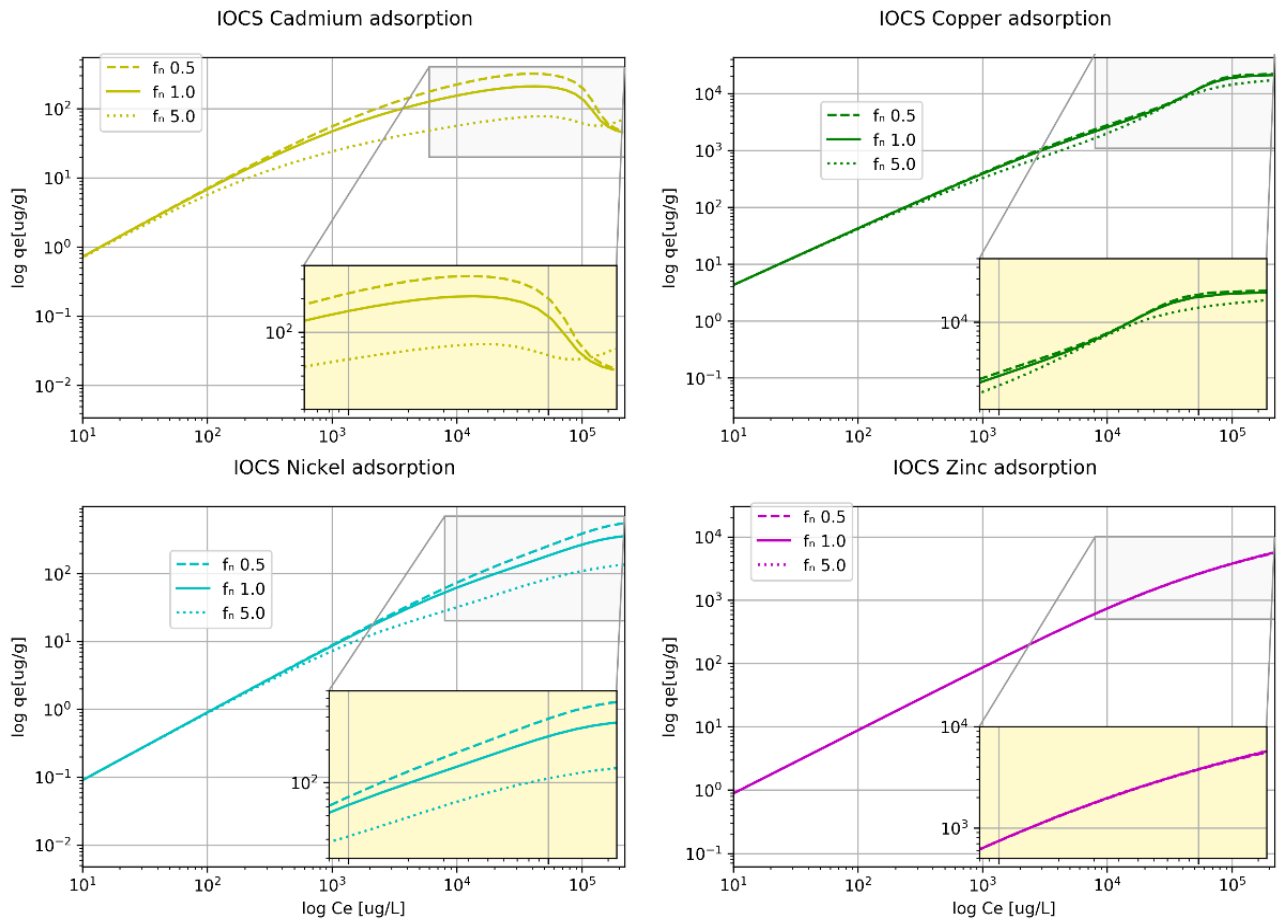 IOCS Cadmium adsorption
fₙ 0.5
fₙ 1.0
fₙ 5.0
log qe[ug/g]
10²
10¹
10⁰
10⁻¹
10⁻²
10²
10¹ 10² 10³ 10⁴ 10⁵
IOCS Copper adsorption
fₙ 0.5
fₙ 1.0
fₙ 5.0
log qe[ug/g]
10⁴
10³
10²
10¹
10⁰
10⁻¹
10⁴
10¹ 10² 10³ 10⁴ 10⁵
IOCS Nickel adsorption
fₙ 0.5
fₙ 1.0
fₙ 5.0
log qe[ug/g]
10²
10¹
10⁰
10⁻¹
10⁻²
10²
10¹ 10² 10³ 10⁴ 10⁵
log Ce [ug/L]
IOCS Zinc adsorption
fₙ 0.5
fₙ 1.0
fₙ 5.0
log qe[ug/g]
10⁴
10³
10²
10¹
10⁰
10⁻¹
10⁴
10³
10¹ 10² 10³ 10⁴ 10⁵
log Ce [ug/L]